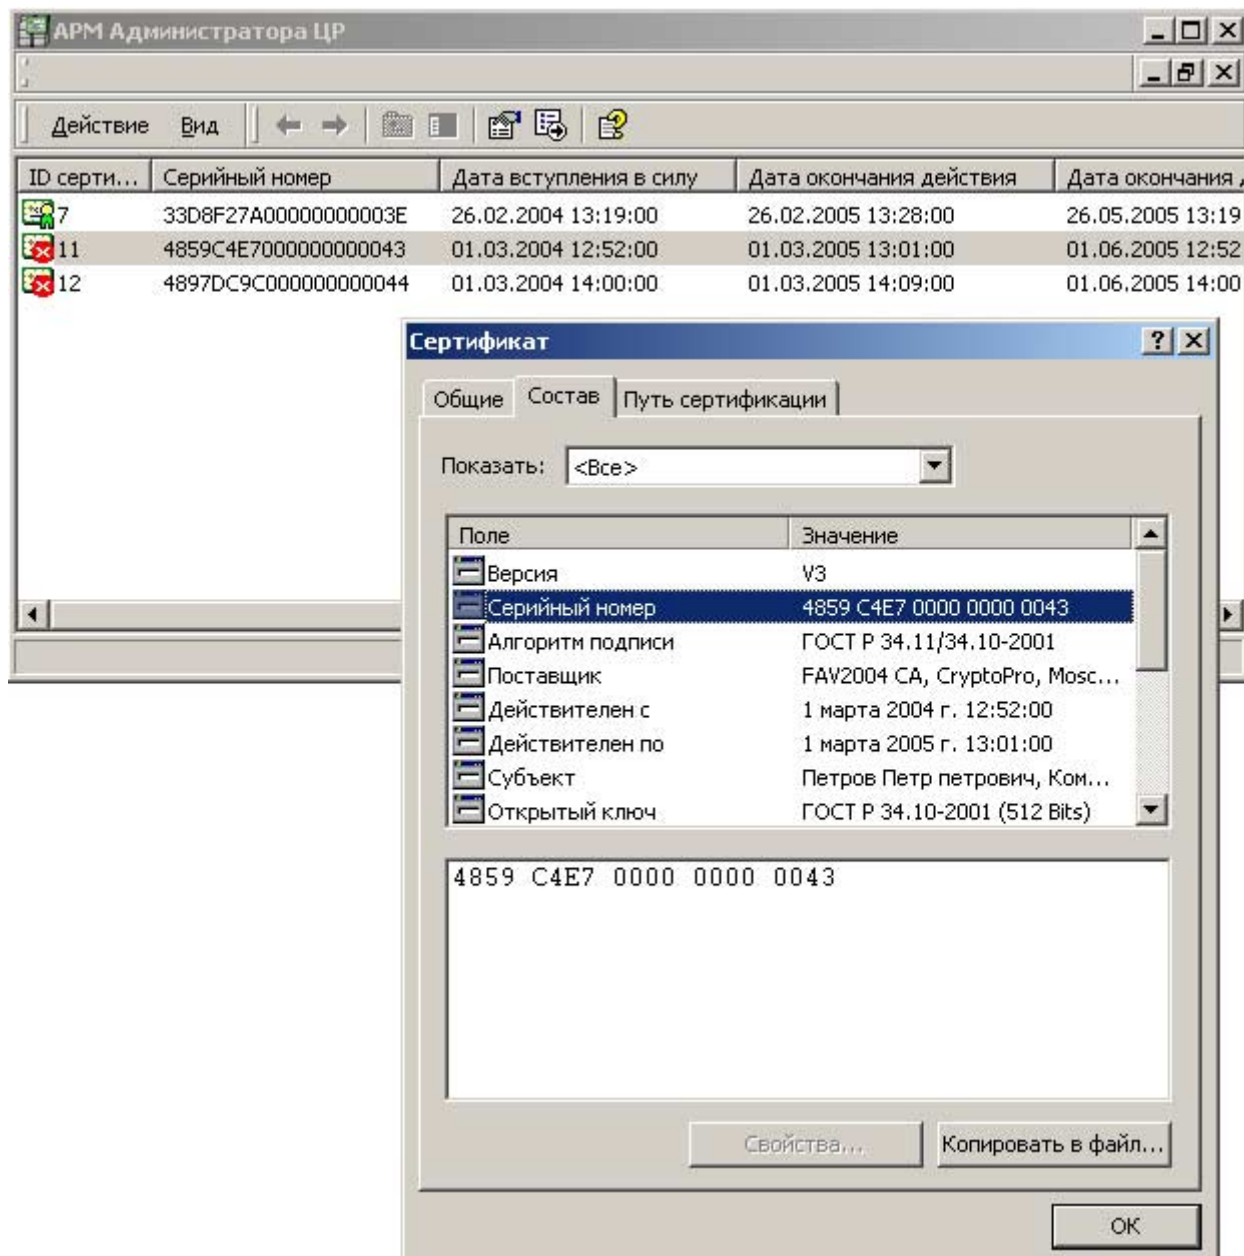 АРМ Администратора ЦР
Действие Вид
ID серти... Серийный номер Дата вступления в силу Дата окончания действия Дата окончания
7 33D8F27A00000000003E 26.02.2004 13:19:00 26.02.2005 13:28:00 26.05.2005 13:19
11 4859C4E7000000000043 01.03.2004 12:52:00 01.03.2005 13:01:00 01.06.2005 12:52
12 4897DC9C000000000044 01.03.2004 14:00:00 01.03.2005 14:09:00 01.06.2005 14:00
Сертификат
Общие Состав Путь сертификации
Показать: <Все>
Поле Значение
Версия V3
Серийный номер 4859 C4E7 0000 0000 0043
Алгоритм подписи ГОСТ Р 34.11/34.10-2001
Поставщик FAV2004 CA, CryptoPro, Mosc...
Действителен с 1 марта 2004 г. 12:52:00
Действителен по 1 марта 2005 г. 13:01:00
Субъект Петров Петр петрович, Ком...
Открытый ключ ГОСТ Р 34.10-2001 (512 Bits)
4859 C4E7 0000 0000 0043
Свойства... Копировать в файл...
ОК